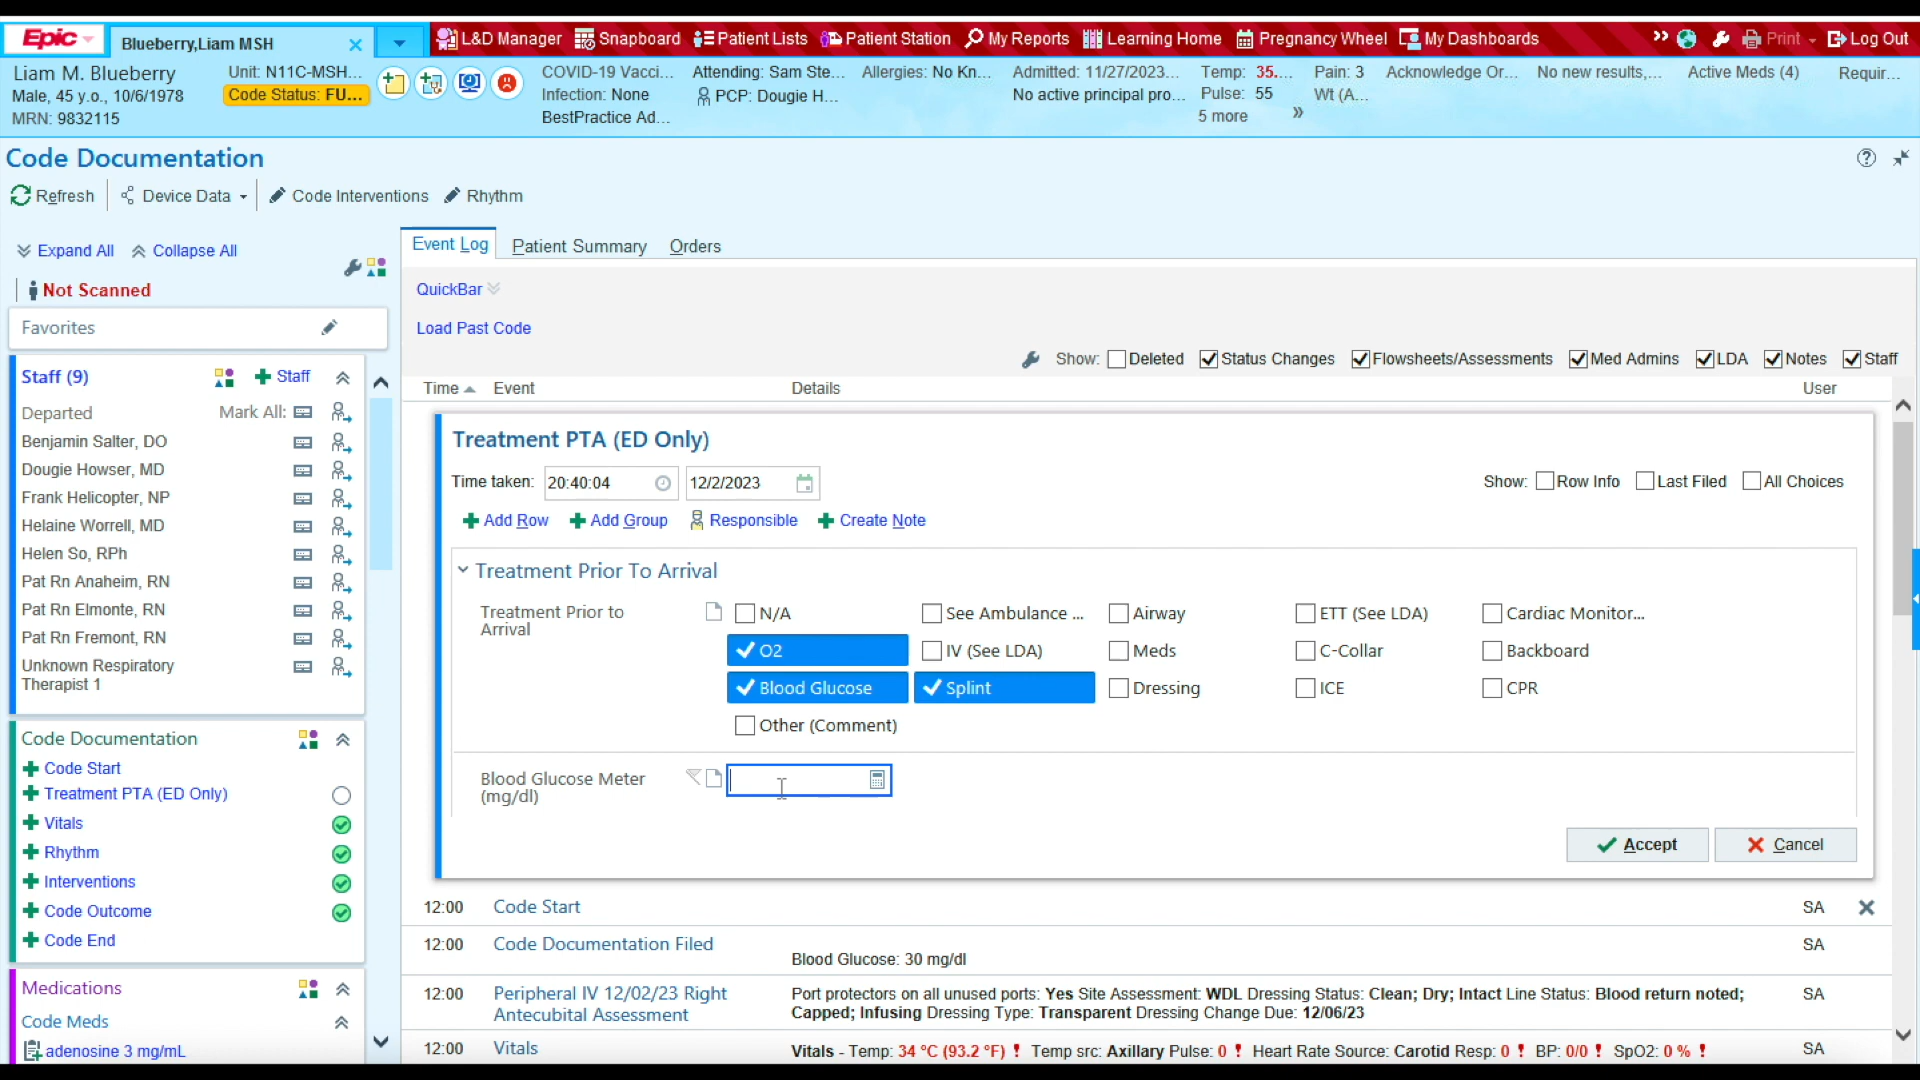 Epic
Blueberry,Liam MSH
L&D Manager
Snapboard
Patient Lists
Patient Station
My Reports
Learning Home
Pregnancy Wheel
My Dashboards
Print
Log Out
Liam M. Blueberry
Male, 45 y.o., 10/6/1978
MRN: 9832115
Unit: N11C-MSH...
Code Status: FU...
COVID-19 Vacci...
Infection: None
BestPractice Ad...
Attending: Sam Ste...
PCP: Dougie H...
Allergies: No Kn...
Admitted: 11/27/2023...
No active principal pro...
Temp: 35....
Pulse: 55
5 more
Pain: 3
Wt (A...
Acknowledge Or...
No new results,...
Active Meds (4)
Requir...
Code Documentation
Refresh
Device Data
Code Interventions
Rhythm
Expand All
Collapse All
Not Scanned
Favorites
Staff (9)
Staff
Departed
Mark All:
Benjamin Salter, DO
Dougie Howser, MD
Frank Helicopter, NP
Helaine Worrell, MD
Helen So, RPh
Pat Rn Anaheim, RN
Pat Rn Elmonte, RN
Pat Rn Fremont, RN
Unknown Respiratory
Therapist 1
Code Documentation
Code Start
Treatment PTA (ED Only)
Vitals
Rhythm
Interventions
Code Outcome
Code End
Medications
Code Meds
adenosine 3 mg/mL
Event Log
Patient Summary
Orders
QuickBar
Load Past Code
Show: Deleted Status Changes Flowsheets/Assessments Med Admins LDA Notes Staff
Time Event Details User
Treatment PTA (ED Only)
Time taken: 20:40:04 12/2/2023
Show: Row Info Last Filed All Choices
Add Row Add Group Responsible Create Note
Treatment Prior To Arrival
Treatment Prior to
Arrival
N/A See Ambulance ... Airway ETT (See LDA) Cardiac Monitor...
O2 IV (See LDA) Meds C-Collar Backboard
Blood Glucose Splint Dressing ICE CPR
Other (Comment)
Blood Glucose Meter
(mg/dl)
Accept Cancel
12:00 Code Start SA
12:00 Code Documentation Filed SA
Blood Glucose: 30 mg/dl
12:00 Peripheral IV 12/02/23 Right
Antecubital Assessment
Port protectors on all unused ports: Yes Site Assessment: WDL Dressing Status: Clean; Dry; Intact Line Status: Blood return noted;
Capped; Infusing Dressing Type: Transparent Dressing Change Due: 12/06/23
SA
12:00 Vitals
Vitals - Temp: 34 °C (93.2 °F) ! Temp src: Axillary Pulse: 0 ! Heart Rate Source: Carotid Resp: 0 ! BP: 0/0 ! SpO2: 0 % !
SA